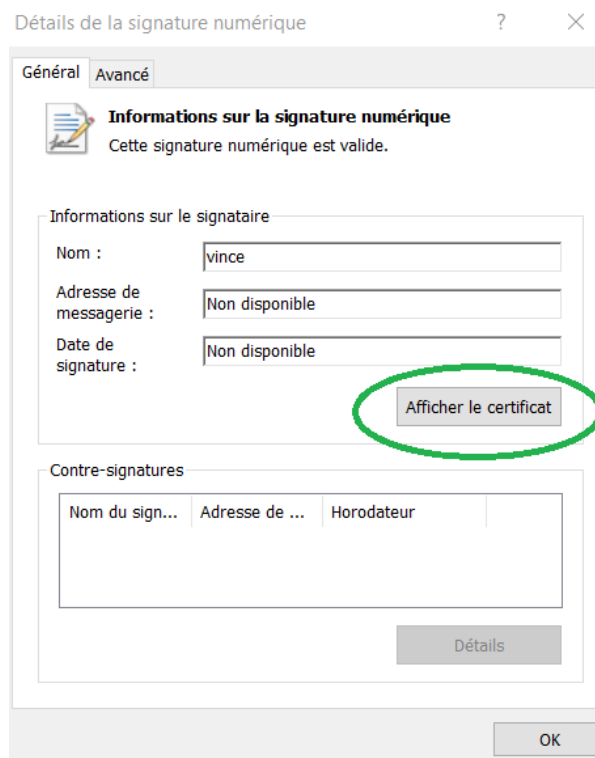 Détails de la signature numérique
?
Général
Avancé
Informations sur la signature numérique
Cette signature numérique est valide.
Informations sur le signataire
Nom :
vince
Adresse de
messagerie :
Non disponible
Date de
signature :
Non disponible
Afficher le certificat
Contre-signatures
Nom du sign...
Adresse de ...
Horodateur
Détails
OK